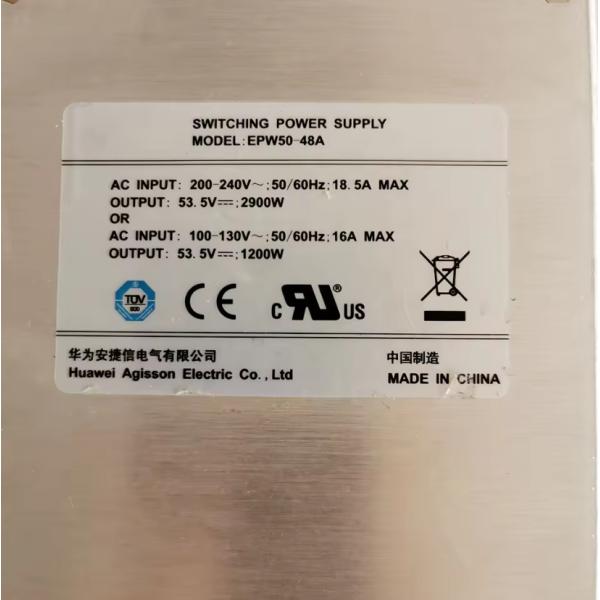 SWITCHING POWER SUPPLY
MODEL:EPW50-48A
AC INPUT: 200-240V~;50/60Hz;18.5A MAX
OUTPUT: 53.5V⎓;2900W
OR
AC INPUT: 100-130V~;50/60Hz;16A MAX
OUTPUT: 53.5V⎓;1200W
TÜV
CE
c RU® US
华为安捷信电气有限公司
中国制造
Huawei Agisson Electric Co.,Ltd
MADE IN CHINA